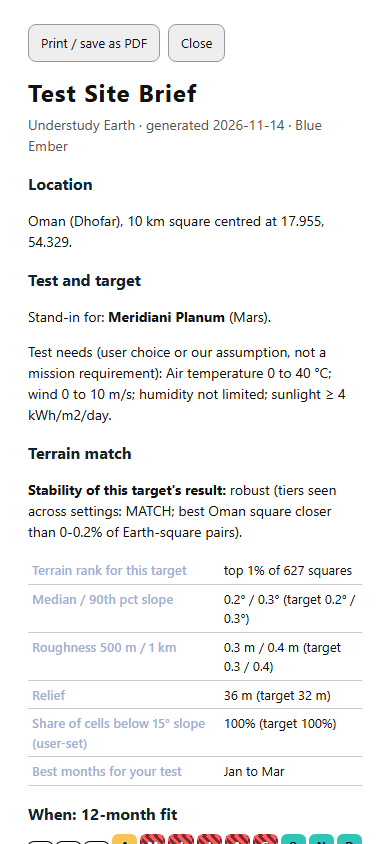 Print / save as PDF
Close
Test Site Brief
Understudy Earth · generated 2026-11-14 · Blue
Ember
Location
Oman (Dhofar), 10 km square centred at 17.955,
54.329.
Test and target
Stand-in for: Meridiani Planum (Mars).
Test needs (user choice or our assumption, not a
mission requirement): Air temperature 0 to 40 °C;
wind 0 to 10 m/s; humidity not limited; sunlight ≥ 4
kWh/m2/day.
Terrain match
Stability of this target's result: robust (tiers seen
across settings: MATCH; best Oman square closer
than 0-0.2% of Earth-square pairs).
Terrain rank for this target top 1% of 627 squares
Median / 90th pct slope 0.2° / 0.3° (target 0.2° /
0.3°)
Roughness 500 m / 1 km 0.3 m / 0.4 m (target
0.3 / 0.4)
Relief 36 m (target 32 m)
Share of cells below 15° slope 100% (target 100%)
(user-set)
Best months for your test Jan to Mar
When: 12-month fit